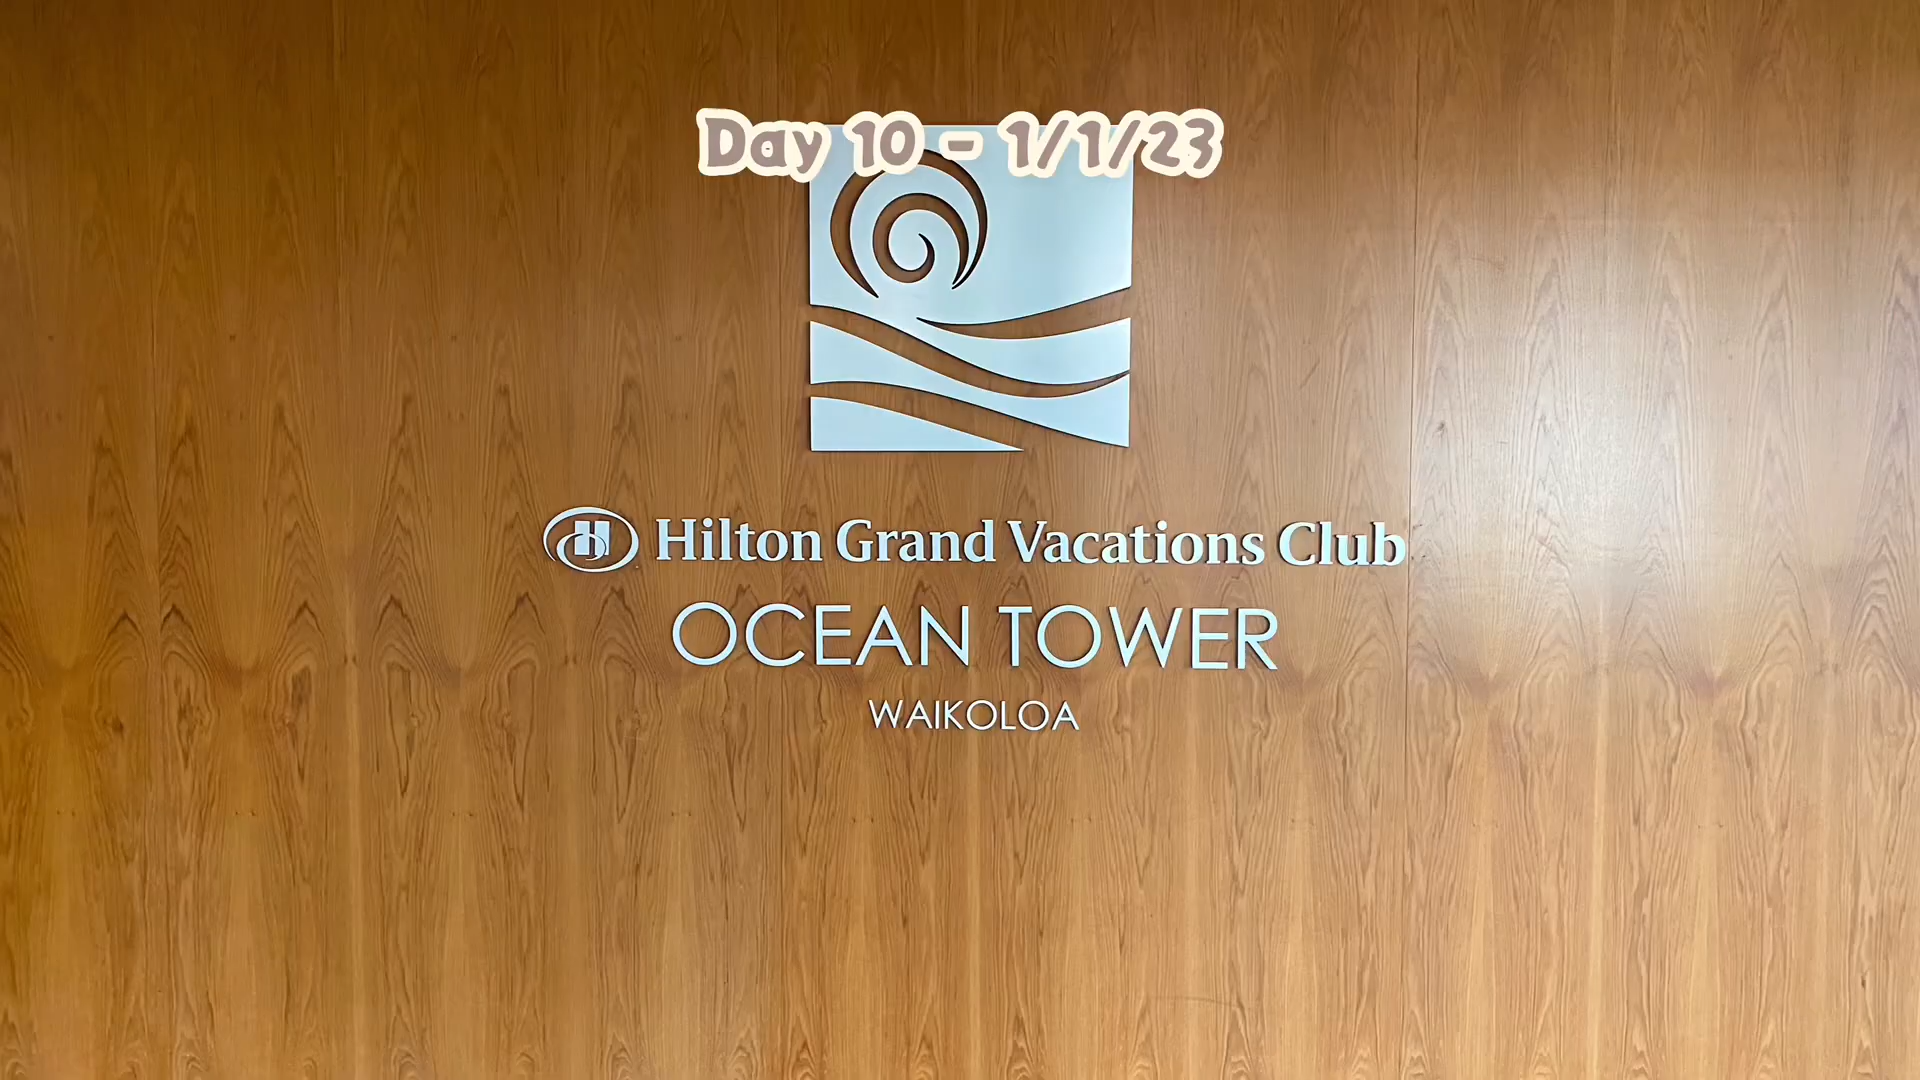 Day 10 - 1/1/23
Hilton Grand Vacations Club
OCEAN TOWER
WAIKOLOA